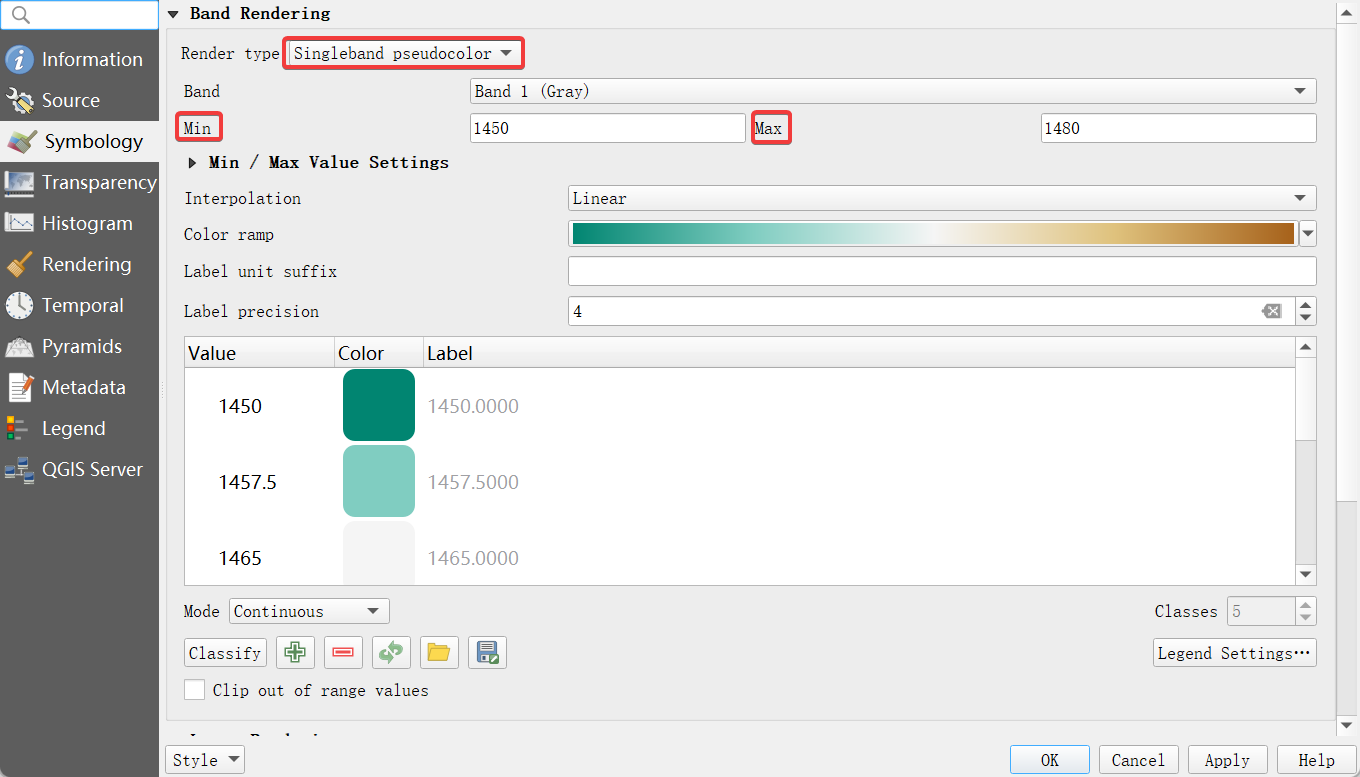 Information
Source
Symbology
Transparency
Histogram
Rendering
Temporal
Pyramids
Metadata
Legend
QGIS Server
Band Rendering
Render type Singleband pseudocolor
Band Band 1 (Gray)
Min 1450 Max 1480
Min / Max Value Settings
Interpolation Linear
Color ramp
Label unit suffix
Label precision 4
Value Color Label
1450 1450.0000
1457.5 1457.5000
1465 1465.0000
Mode Continuous Classes 5
Classify Legend Settings…
Clip out of range values
Style OK Cancel Apply Help